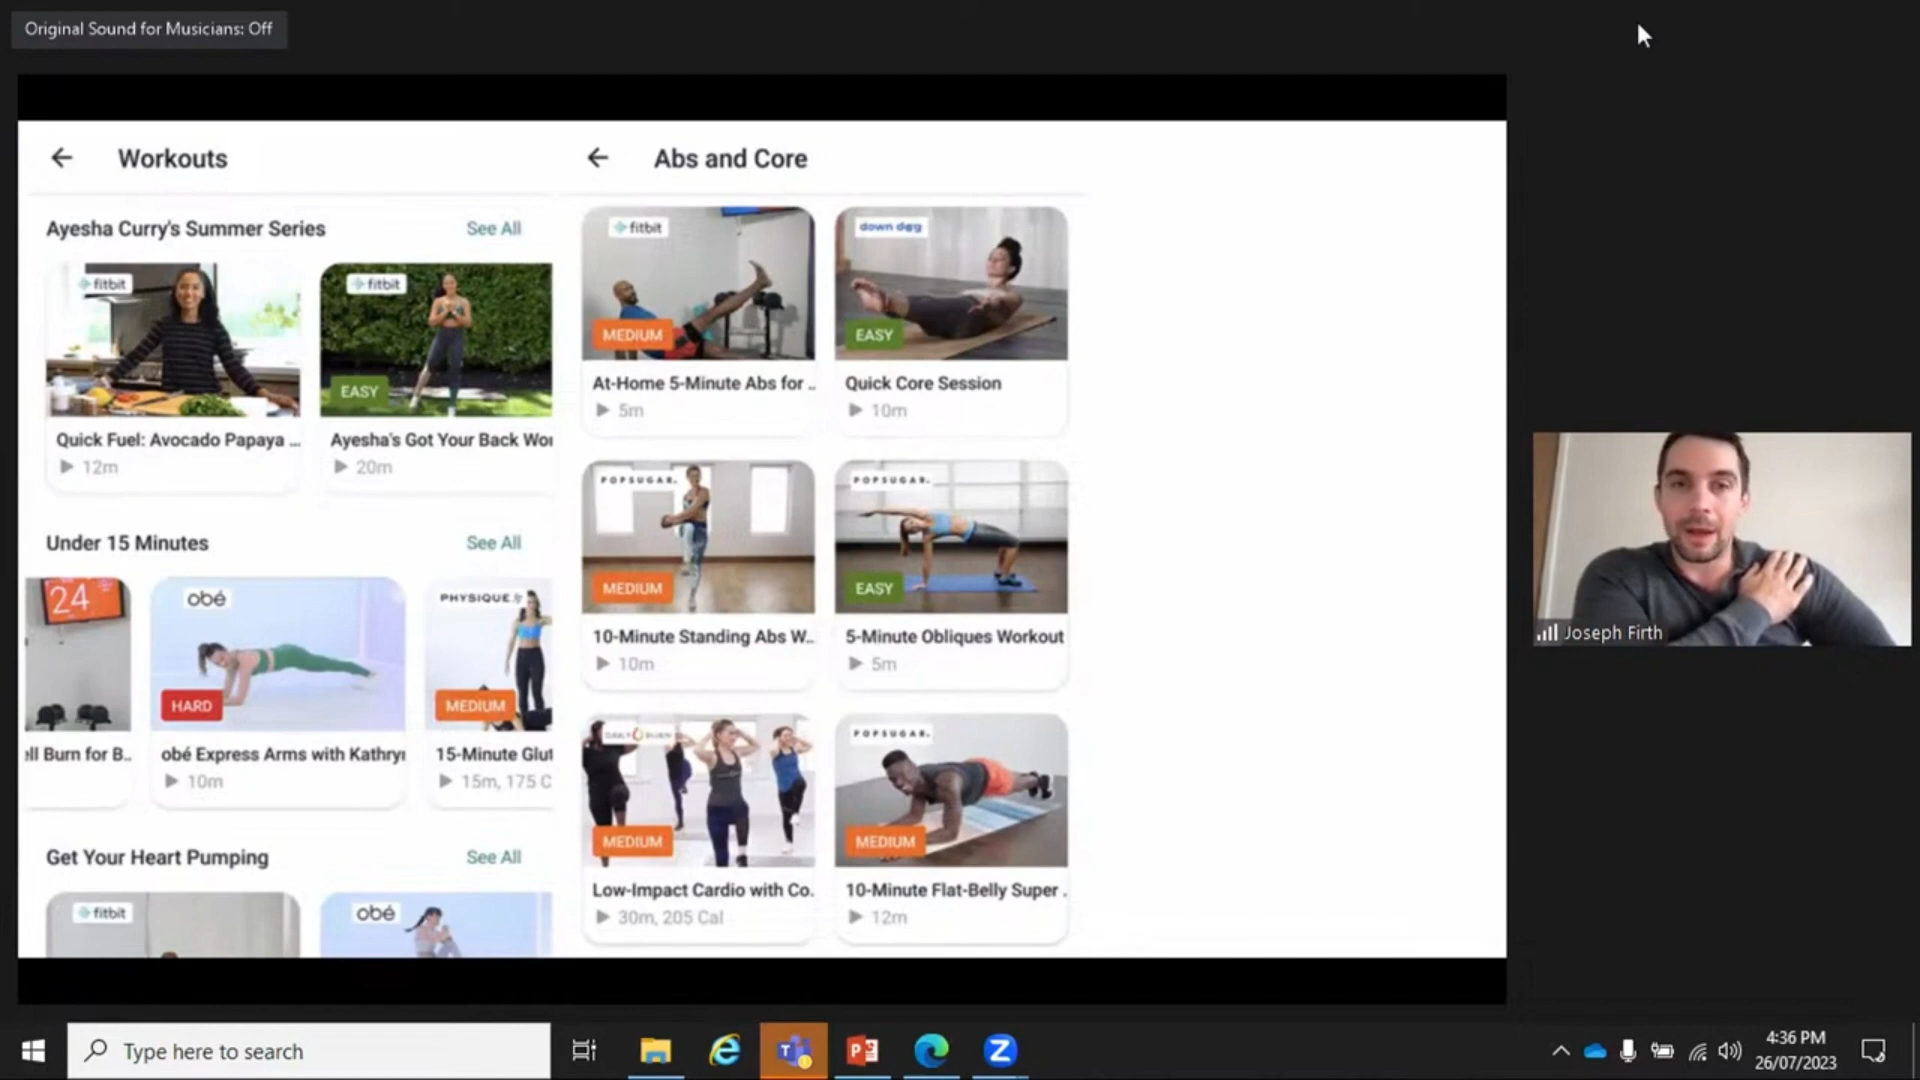 Original Sound for Musicians: Off
Workouts
Ayesha Curry's Summer Series
See All
fitbit
Quick Fuel: Avocado Papaya ...
12m
fitbit
EASY
Ayesha's Got Your Back Wor
20m
Under 15 Minutes
See All
24
ell Burn for B..
obé
HARD
obé Express Arms with Kathryn
10m
PHYSIQUE
MEDIUM
15-Minute Glut
15m, 175 C
Get Your Heart Pumping
See All
fitbit
obé
Abs and Core
fitbit
MEDIUM
At-Home 5-Minute Abs for ..
5m
down dog
EASY
Quick Core Session
10m
POPSUGAR.
MEDIUM
10-Minute Standing Abs W..
10m
POPSUGAR.
EASY
5-Minute Obliques Workout
5m
DAILY BURN
MEDIUM
Low-Impact Cardio with Co.
30m, 205 Cal
POPSUGAR.
MEDIUM
10-Minute Flat-Belly Super .
12m
Joseph Firth
Type here to search
4:36 PM
26/07/2023